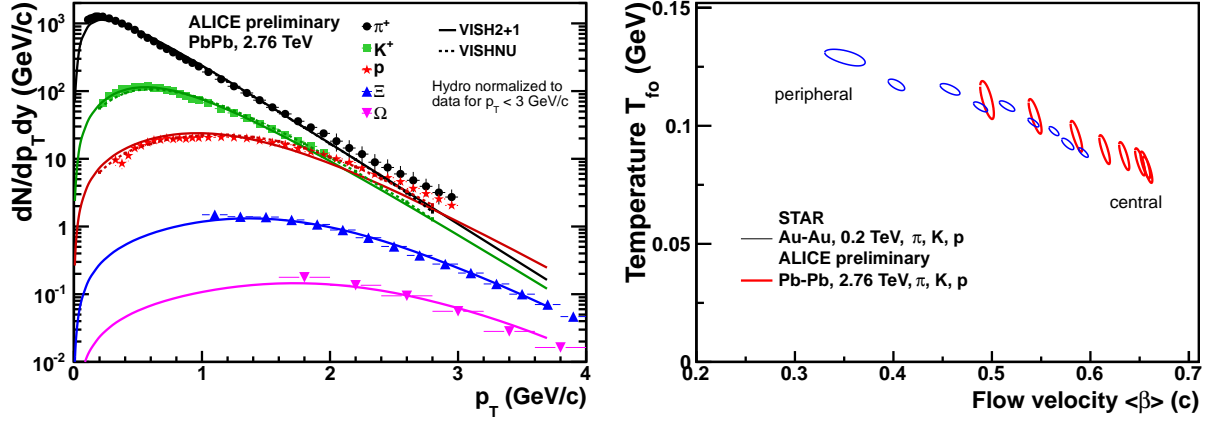 ALICE preliminary
PbPb, 2.76 TeV
π⁺
K⁺
p
Ξ
Ω
VISH2+1
VISHNU
Hydro normalized to
data for p_T < 3 GeV/c
dN/dp_T dy (GeV/c)
10³
10²
10
1
10⁻¹
10⁻²
0 1 2 3 4
p_T (GeV/c)
Temperature T_fo (GeV)
0.15
0.1
0.05
0
peripheral
central
STAR
Au-Au, 0.2 TeV, π, K, p
ALICE preliminary
Pb-Pb, 2.76 TeV, π, K, p
0.2 0.3 0.4 0.5 0.6 0.7
Flow velocity <β> (c)